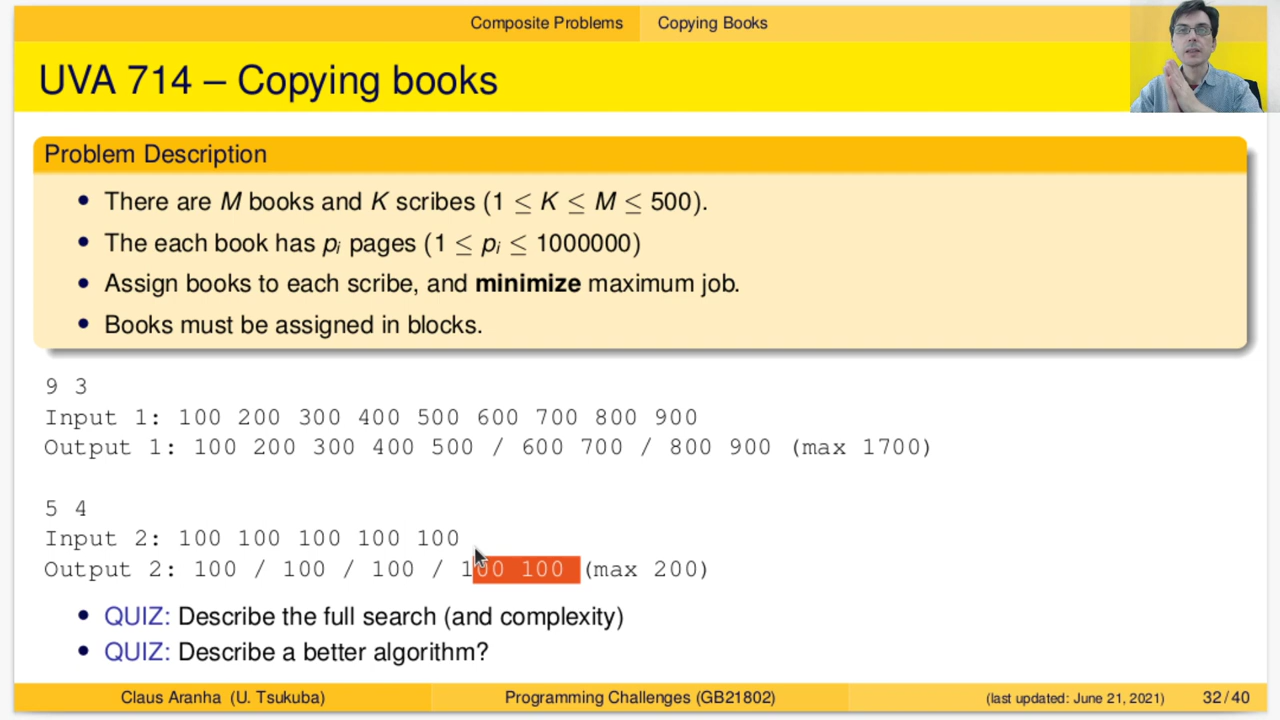 Composite Problems Copying Books
UVA 714 – Copying books
Problem Description
• There are M books and K scribes (1 ≤ K ≤ M ≤ 500).
• The each book has pᵢ pages (1 ≤ pᵢ ≤ 1000000)
• Assign books to each scribe, and minimize maximum job.
• Books must be assigned in blocks.
9 3
Input 1: 100 200 300 400 500 600 700 800 900
Output 1: 100 200 300 400 500 / 600 700 / 800 900 (max 1700)
5 4
Input 2: 100 100 100 100 100
Output 2: 100 / 100 / 100 / 100 100 (max 200)
• QUIZ: Describe the full search (and complexity)
• QUIZ: Describe a better algorithm?
Claus Aranha (U. Tsukuba) Programming Challenges (GB21802) (last updated: June 21, 2021) 32 / 40